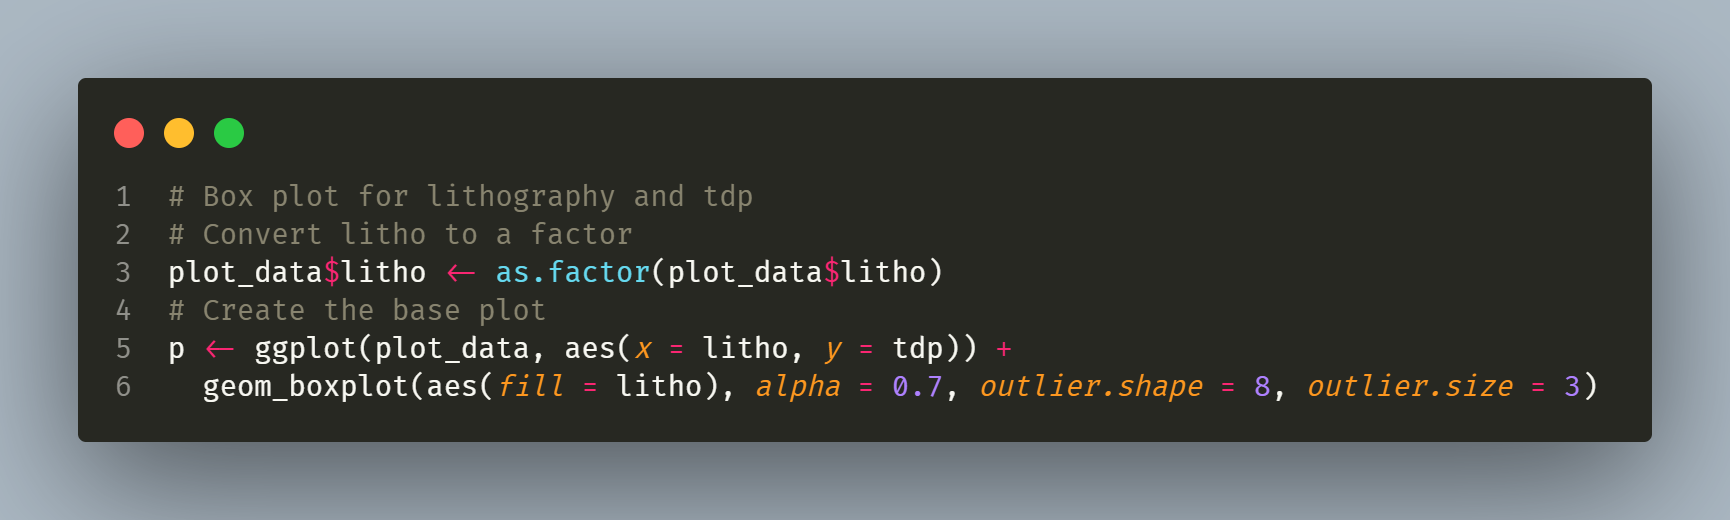 1 # Box plot for lithography and tdp
2 # Convert litho to a factor
3 plot_data$litho <- as.factor(plot_data$litho)
4 # Create the base plot
5 p <- ggplot(plot_data, aes(x = litho, y = tdp)) +
6   geom_boxplot(aes(fill = litho), alpha = 0.7, outlier.shape = 8, outlier.size = 3)